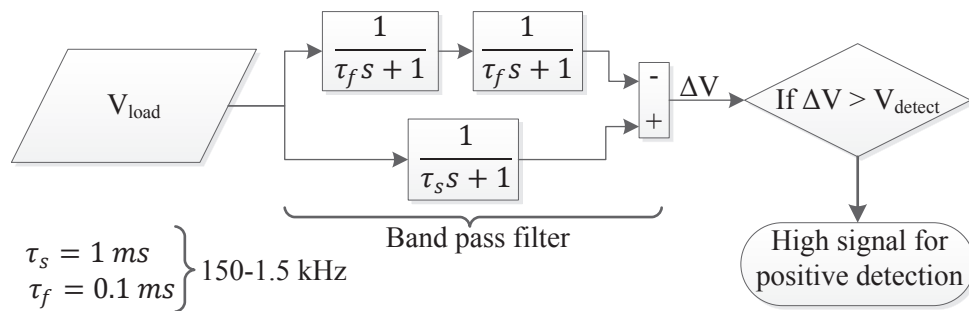 V_load
1
τ_f s + 1
1
τ_f s + 1
-
+
ΔV
If ΔV > V_detect
1
τ_s s + 1
Band pass filter
τ_s = 1 ms
τ_f = 0.1 ms
150-1.5 kHz
High signal for
positive detection